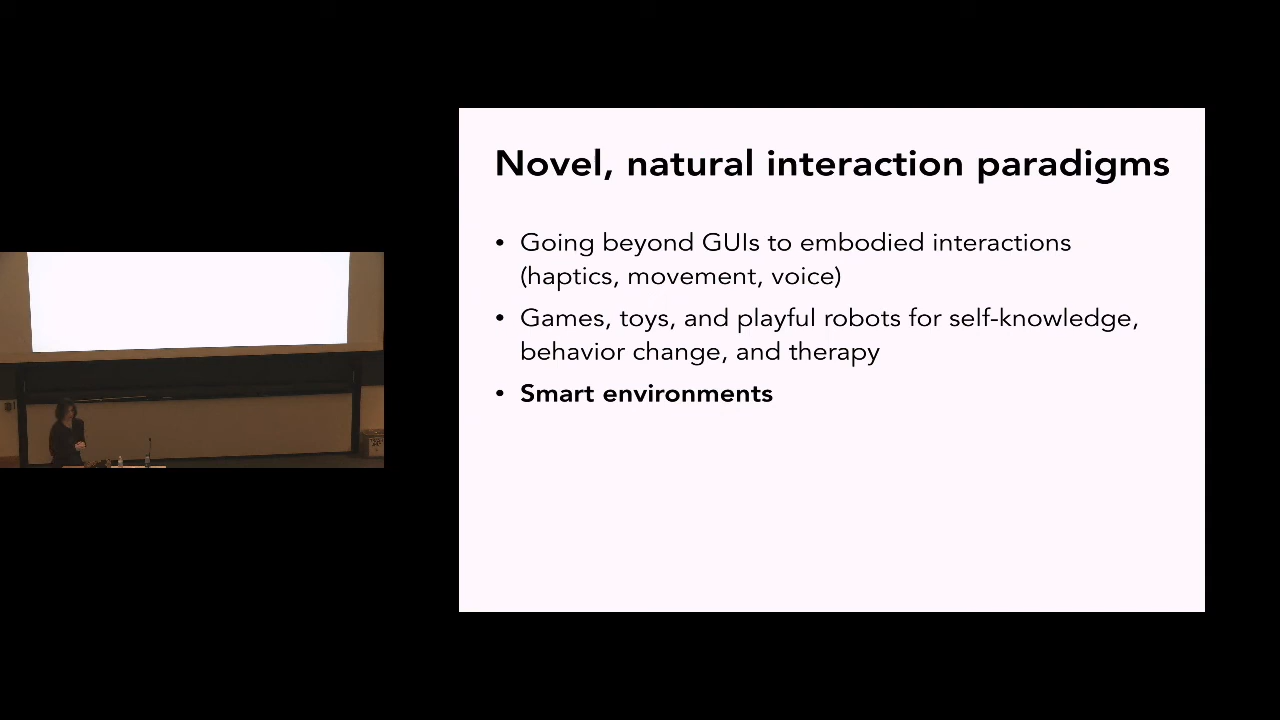 Novel, natural interaction paradigms
• Going beyond GUIs to embodied interactions
(haptics, movement, voice)
• Games, toys, and playful robots for self-knowledge,
behavior change, and therapy
• Smart environments